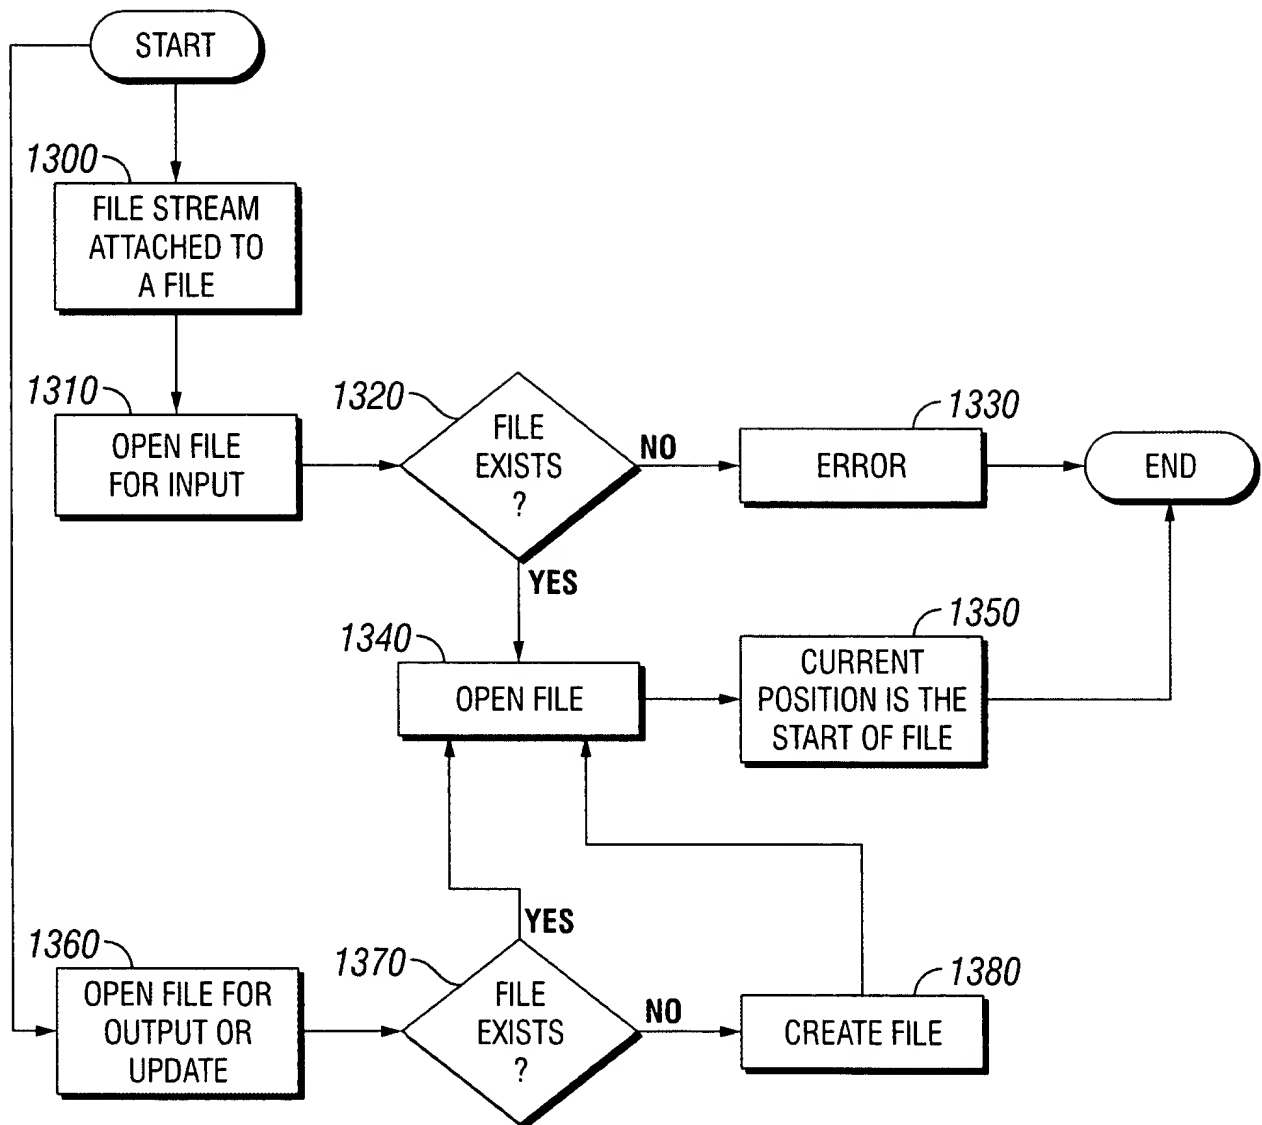 START
1300
FILE STREAM
ATTACHED TO
A FILE
1310
OPEN FILE
FOR INPUT
1320
FILE
EXISTS
?
NO
YES
1330
ERROR
END
1340
OPEN FILE
1350
CURRENT
POSITION IS THE
START OF FILE
1360
OPEN FILE FOR
OUTPUT OR
UPDATE
1370
FILE
EXISTS
?
YES
NO
1380
CREATE FILE